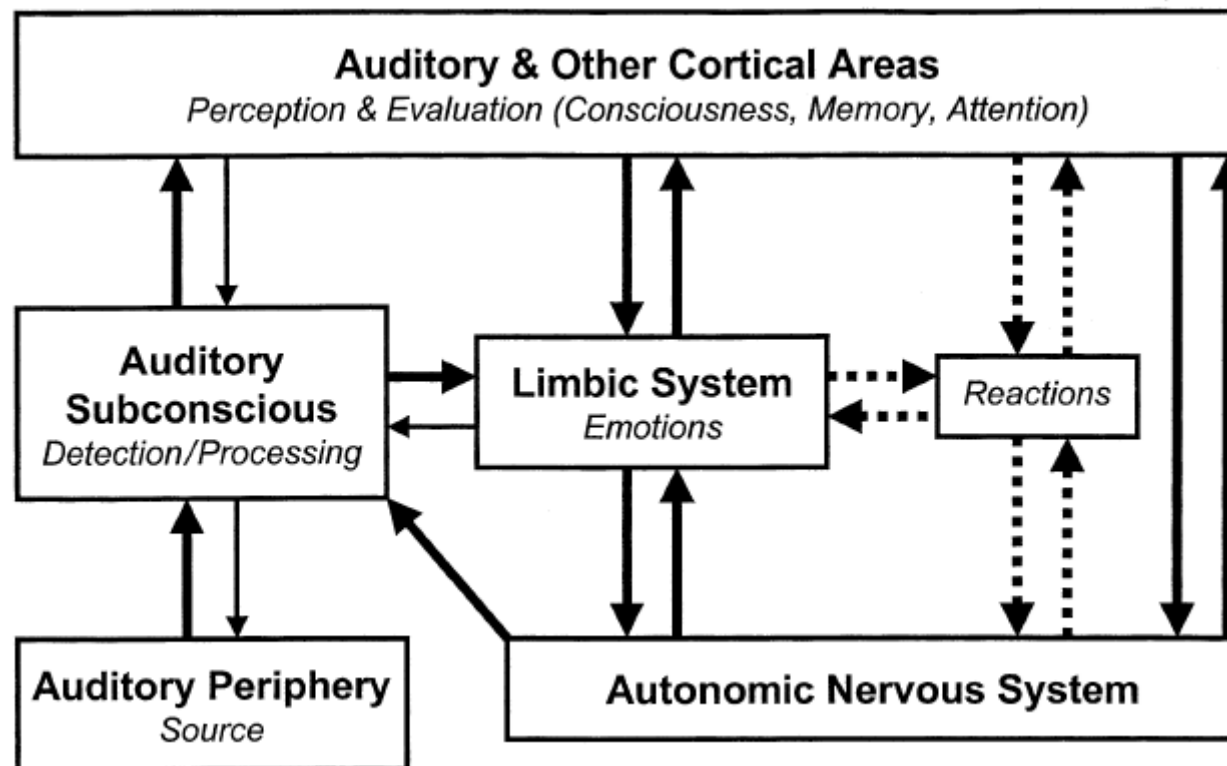 Auditory & Other Cortical Areas
Perception & Evaluation (Consciousness, Memory, Attention)
Auditory
Subconscious
Detection/Processing
Limbic System
Emotions
Reactions
Auditory Periphery
Source
Autonomic Nervous System